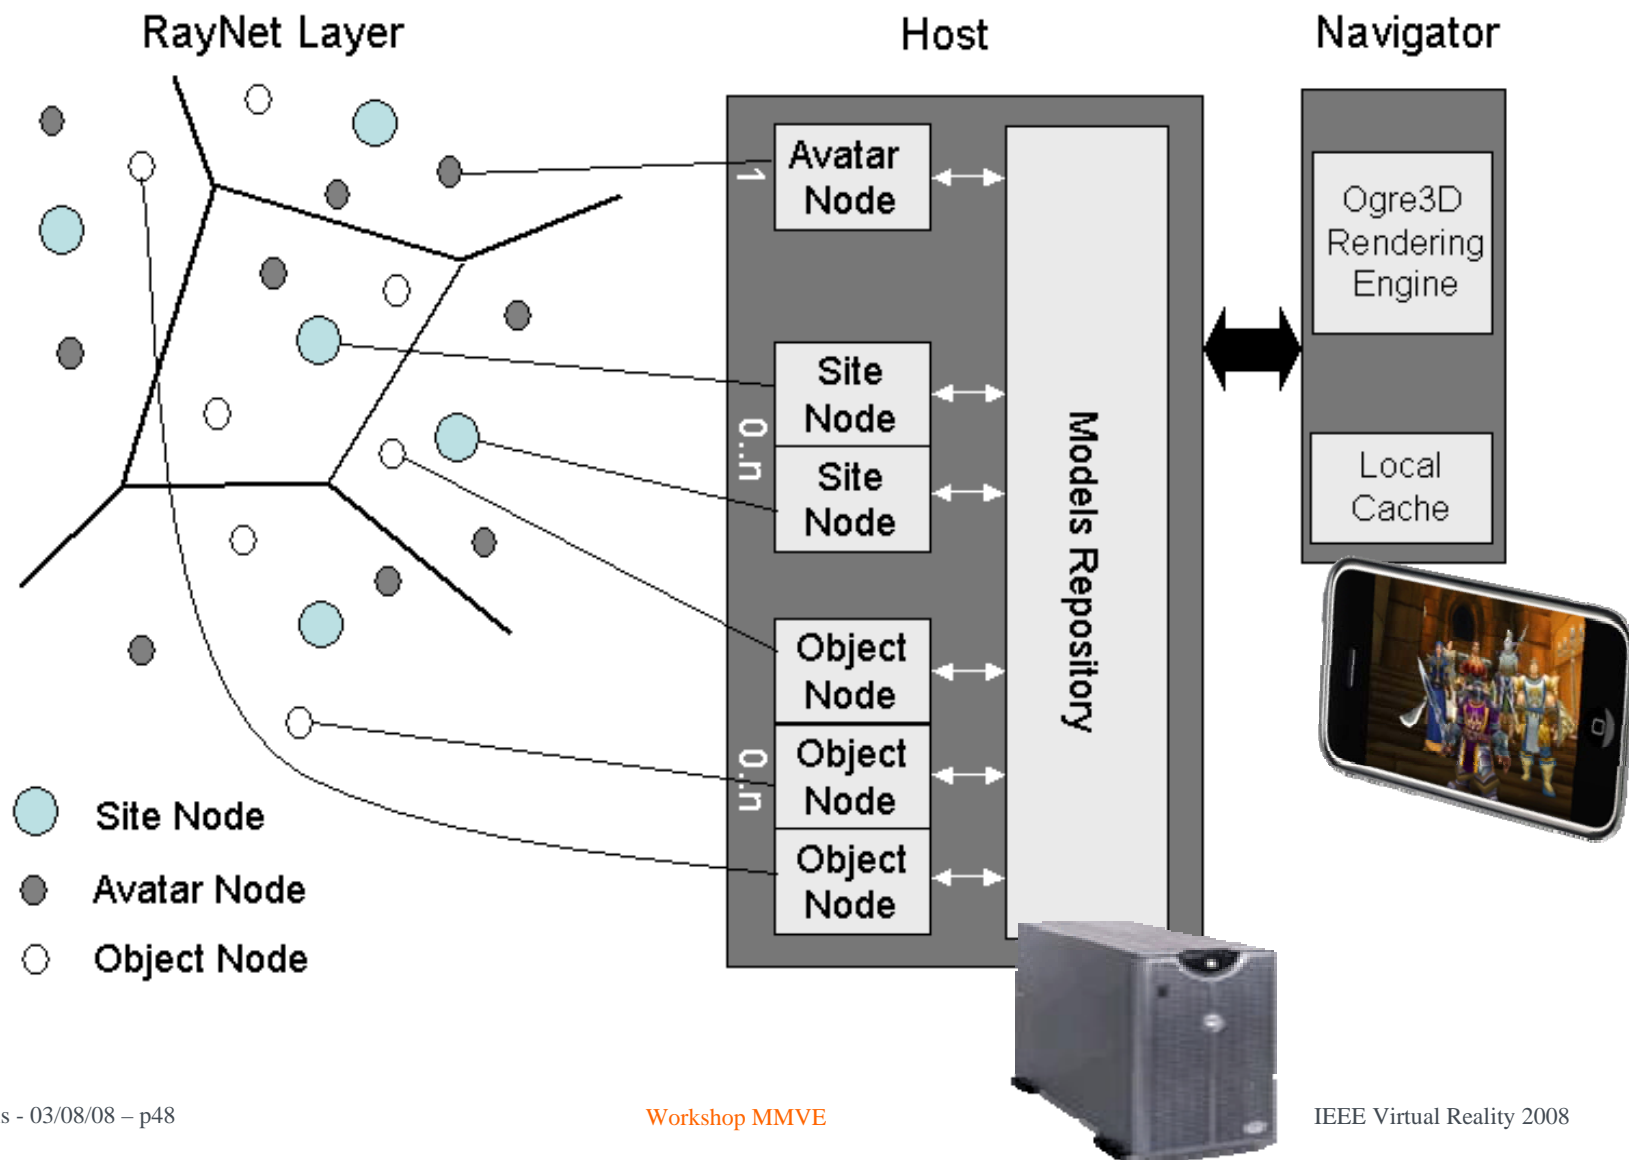 RayNet Layer
Host
Navigator
1
Avatar
Node
0..n
Site
Node
Site
Node
0..n
Object
Node
Object
Node
Object
Node
Models Repository
Ogre3D
Rendering
Engine
Local
Cache
Site Node
Avatar Node
Object Node
s - 03/08/08 – p48
Workshop MMVE
IEEE Virtual Reality 2008